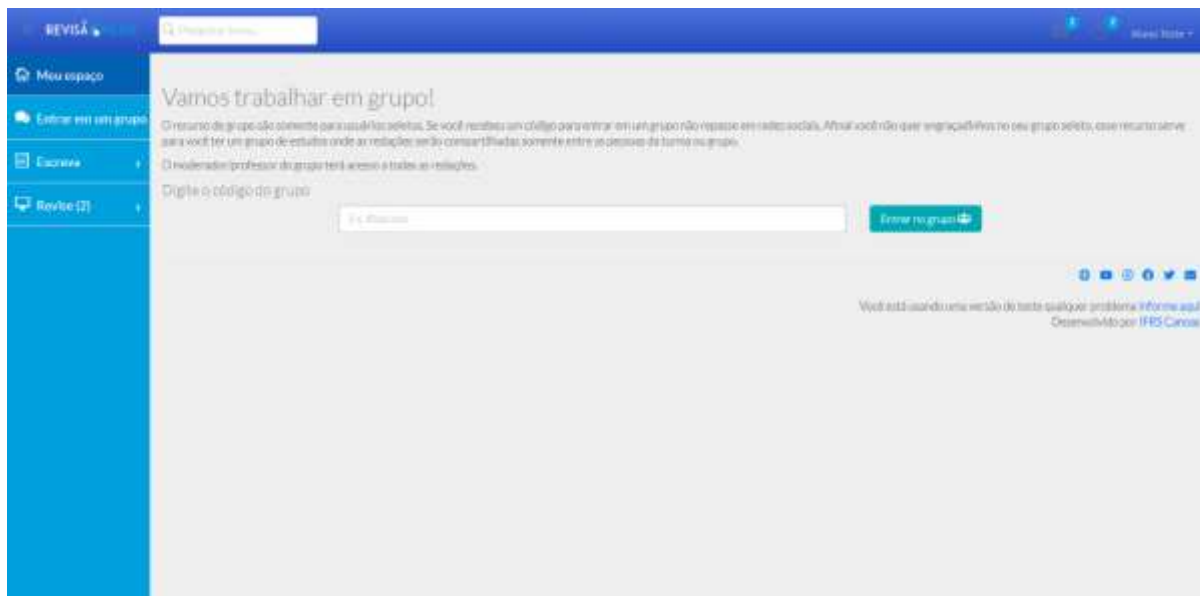 REVISÃ
Meu espaço
Entrar em um grupo
Escreva
Revise (2)
Vamos trabalhar em grupo!
O recurso de grupo são somente para usuários seletos. Se você recebeu um código para entrar em um grupo não repasse em redes sociais. Afinal você não quer engraçadinhos no seu grupo seleto, esse recurso serve
para você ter um grupo de estudos onde as redações serão compartilhadas somente entre as pessoas da turma ou grupo.
O moderador/professor do grupo terá acesso a todas as redações.
Digite o código do grupo
Entrar no grupo
Você está usando uma versão de teste qualquer problema informe aqui
Desenvolvido por IFRS Canoas